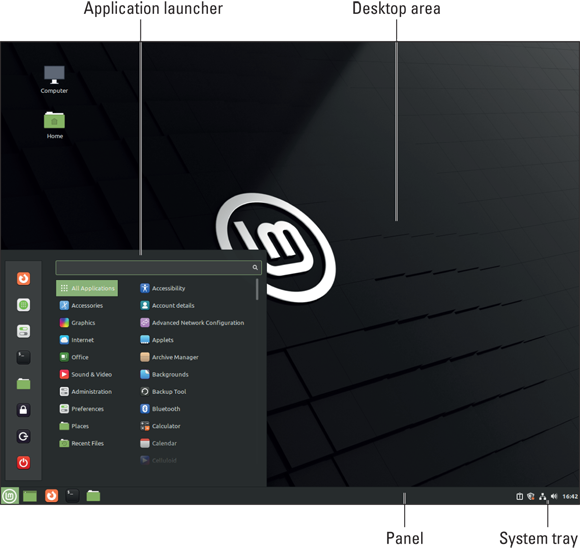 Application launcher
Desktop area
Computer
Home
All Applications
Accessories
Graphics
Internet
Office
Sound & Video
Administration
Preferences
Places
Recent Files
Accessibility
Account details
Advanced Network Configuration
Applets
Archive Manager
Backgrounds
Backup Tool
Bluetooth
Calculator
Calendar
Celluloid
16:42
Panel
System tray